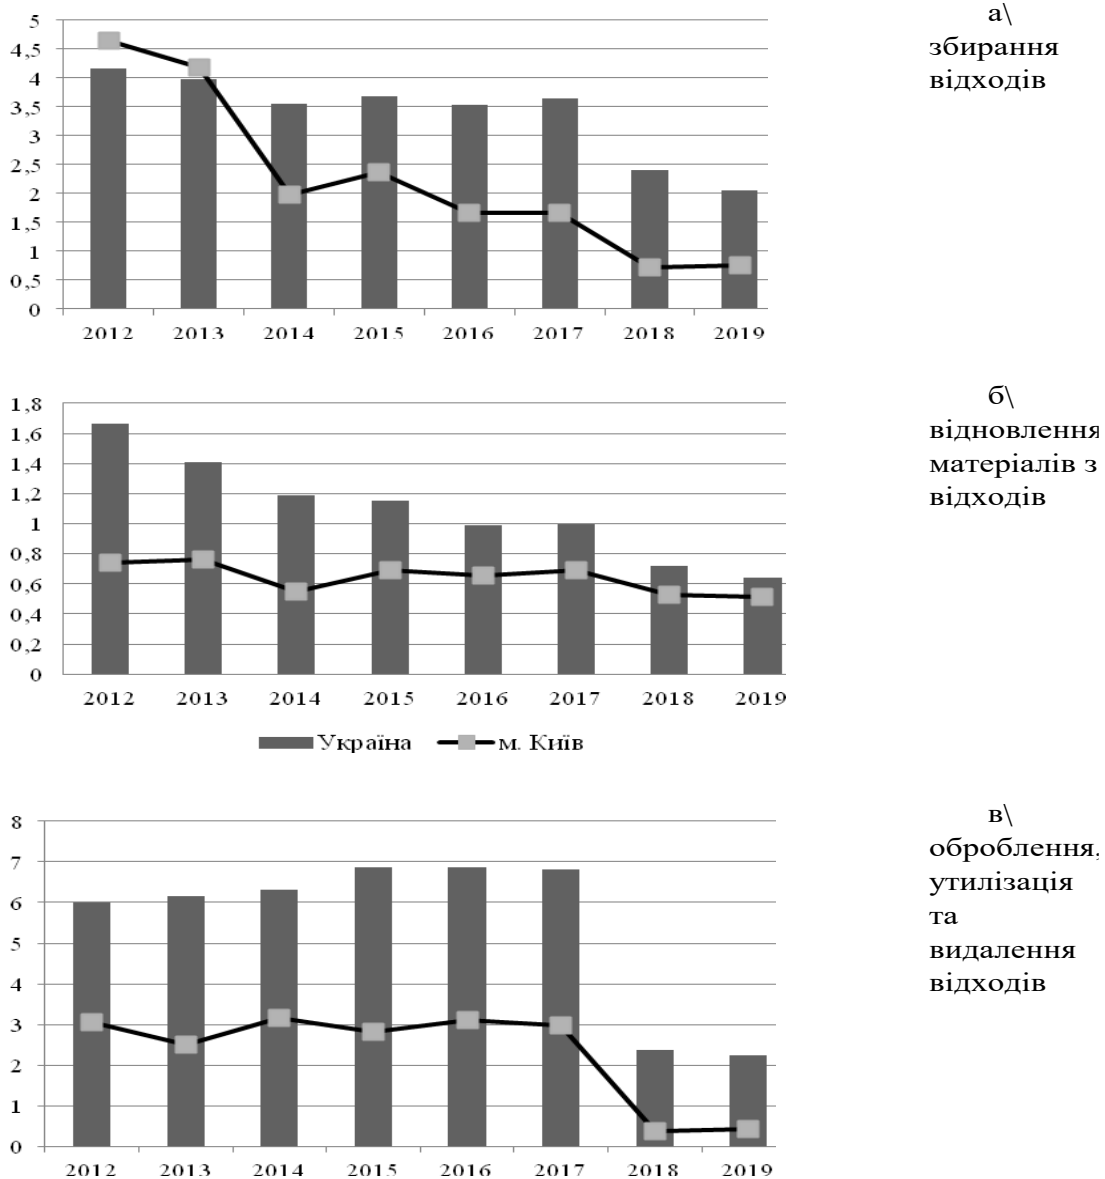 а\
збирання
відходів
5
4,5
4
3,5
3
2,5
2
1,5
1
0,5
0
2012 2013 2014 2015 2016 2017 2018 2019
б\
відновлення
матеріалів з
відходів
1,8
1,6
1,4
1,2
1
0,8
0,6
0,4
0,2
0
2012 2013 2014 2015 2016 2017 2018 2019
Україна м. Київ
в\
оброблення,
утилізація
та
видалення
відходів
8
7
6
5
4
3
2
1
0
2012 2013 2014 2015 2016 2017 2018 2019